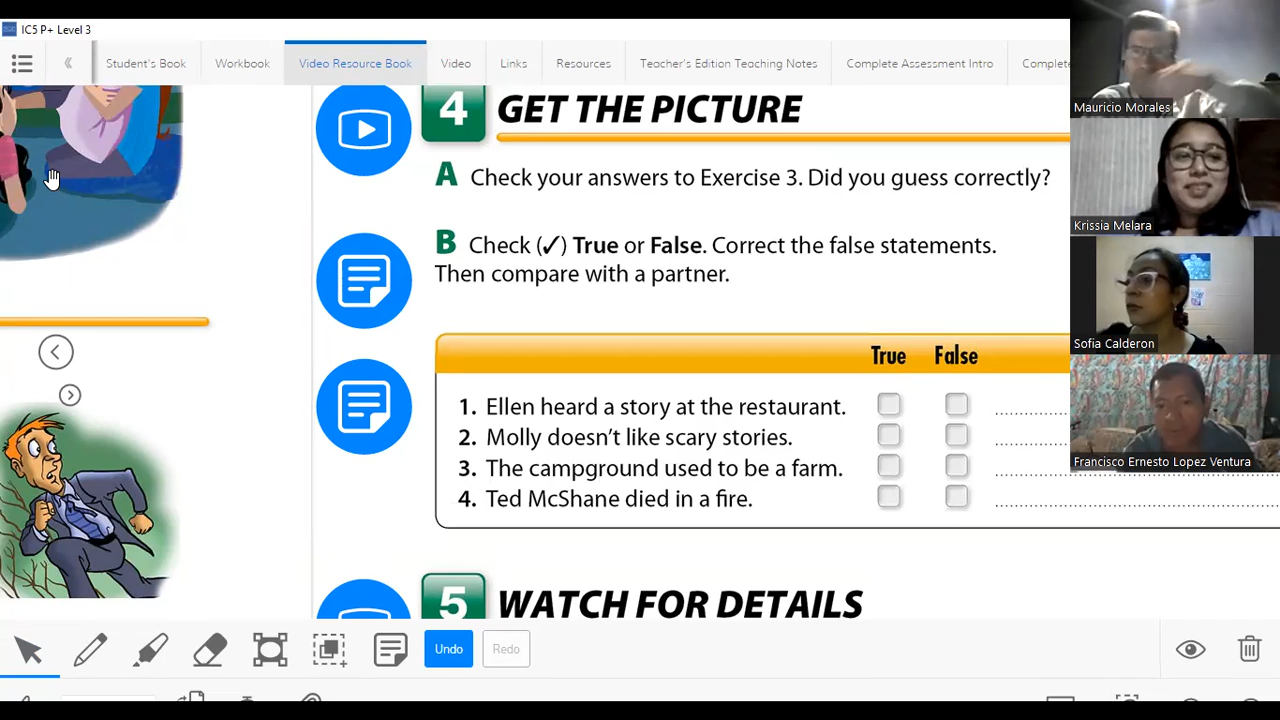 IC5 P+ Level 3
Student's Book
Workbook
Video Resource Book
Video
Links
Resources
Teacher's Edition Teaching Notes
Complete Assessment Intro
Complete
4 GET THE PICTURE
A Check your answers to Exercise 3. Did you guess correctly?
B Check (✓) True or False. Correct the false statements.
Then compare with a partner.
True False
1. Ellen heard a story at the restaurant.
2. Molly doesn't like scary stories.
3. The campground used to be a farm.
4. Ted McShane died in a fire.
5 WATCH FOR DETAILS
Undo
Redo
Mauricio Morales
Krissia Melara
Sofia Calderon
Francisco Ernesto Lopez Ventura